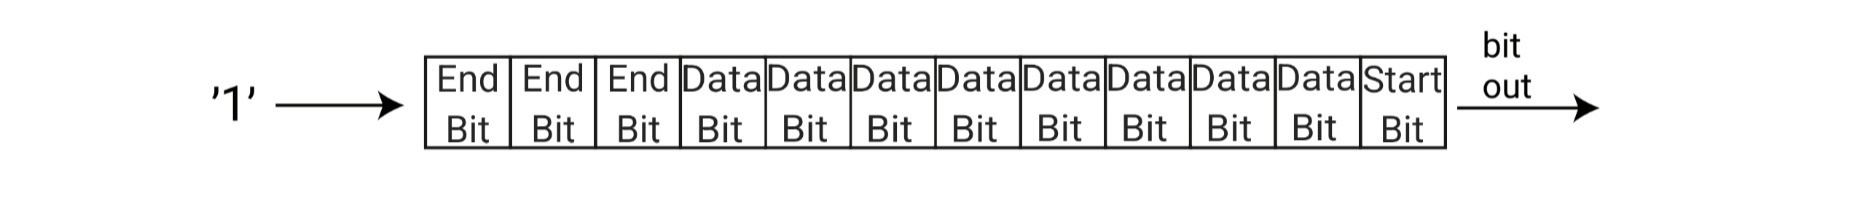 '1'
End End End Data Data Data Data Data Data Data Data Start
Bit Bit Bit Bit Bit Bit Bit Bit Bit Bit Bit Bit
bit
out